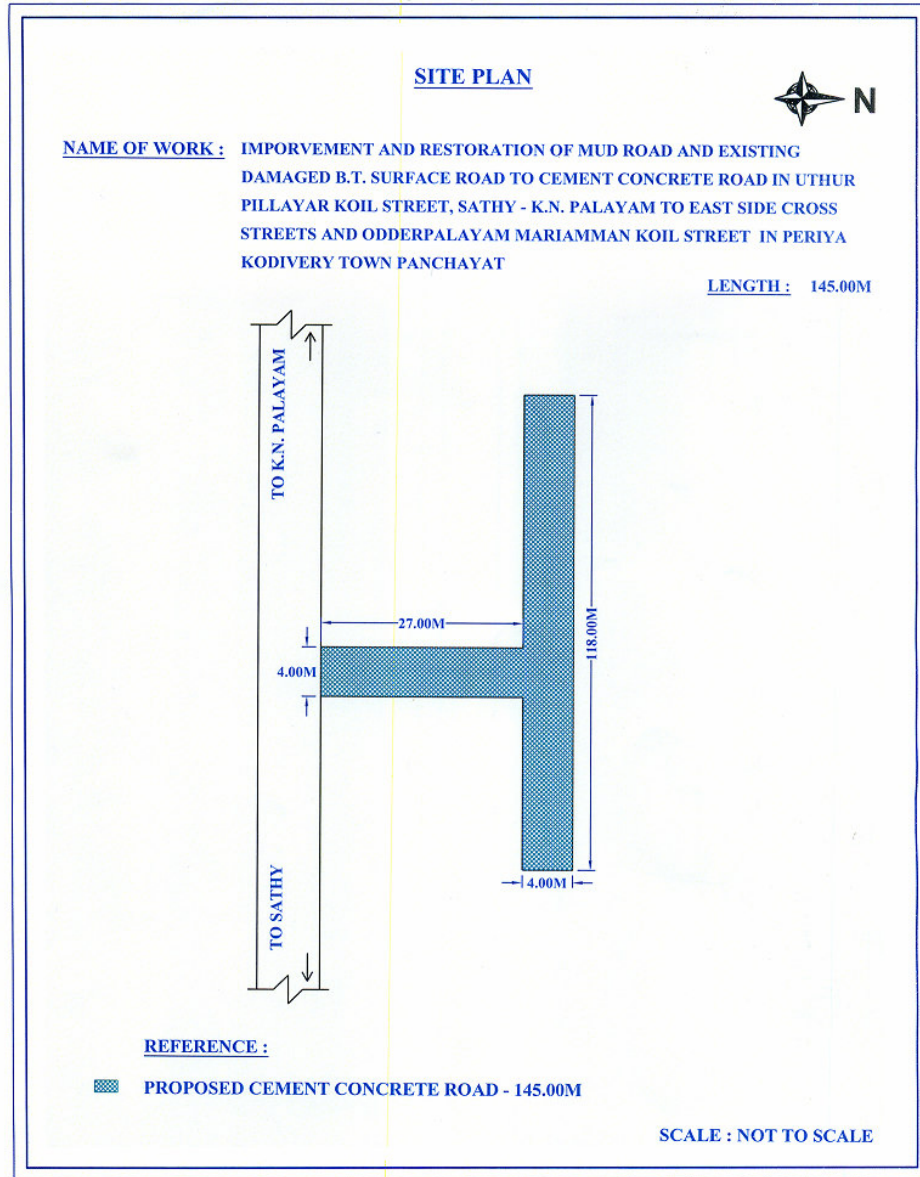 SITE PLAN
N
NAME OF WORK : IMPORVEMENT AND RESTORATION OF MUD ROAD AND EXISTING
DAMAGED B.T. SURFACE ROAD TO CEMENT CONCRETE ROAD IN UTHUR
PILLAYAR KOIL STREET, SATHY - K.N. PALAYAM TO EAST SIDE CROSS
STREETS AND ODDERPALAYAM MARIAMMAN KOIL STREET IN PERIYA
KODIVERY TOWN PANCHAYAT
LENGTH : 145.00M
TO K.N. PALAYAM
27.00M
118.00M
4.00M
TO SATHY
4.00M
REFERENCE :
PROPOSED CEMENT CONCRETE ROAD - 145.00M
SCALE : NOT TO SCALE